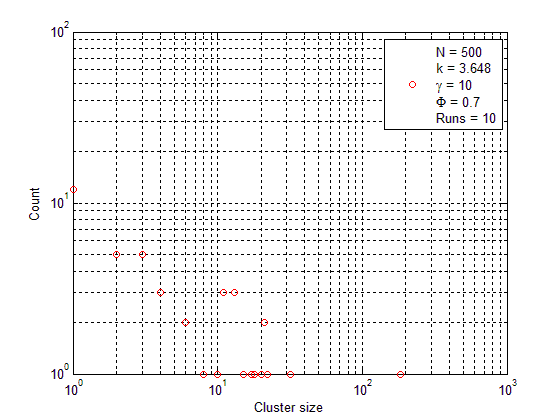 N = 500
k = 3.648
γ = 10
Φ = 0.7
Runs = 10
10^2
10^1
10^0
Count
10^0 10^1 10^2 10^3
Cluster size